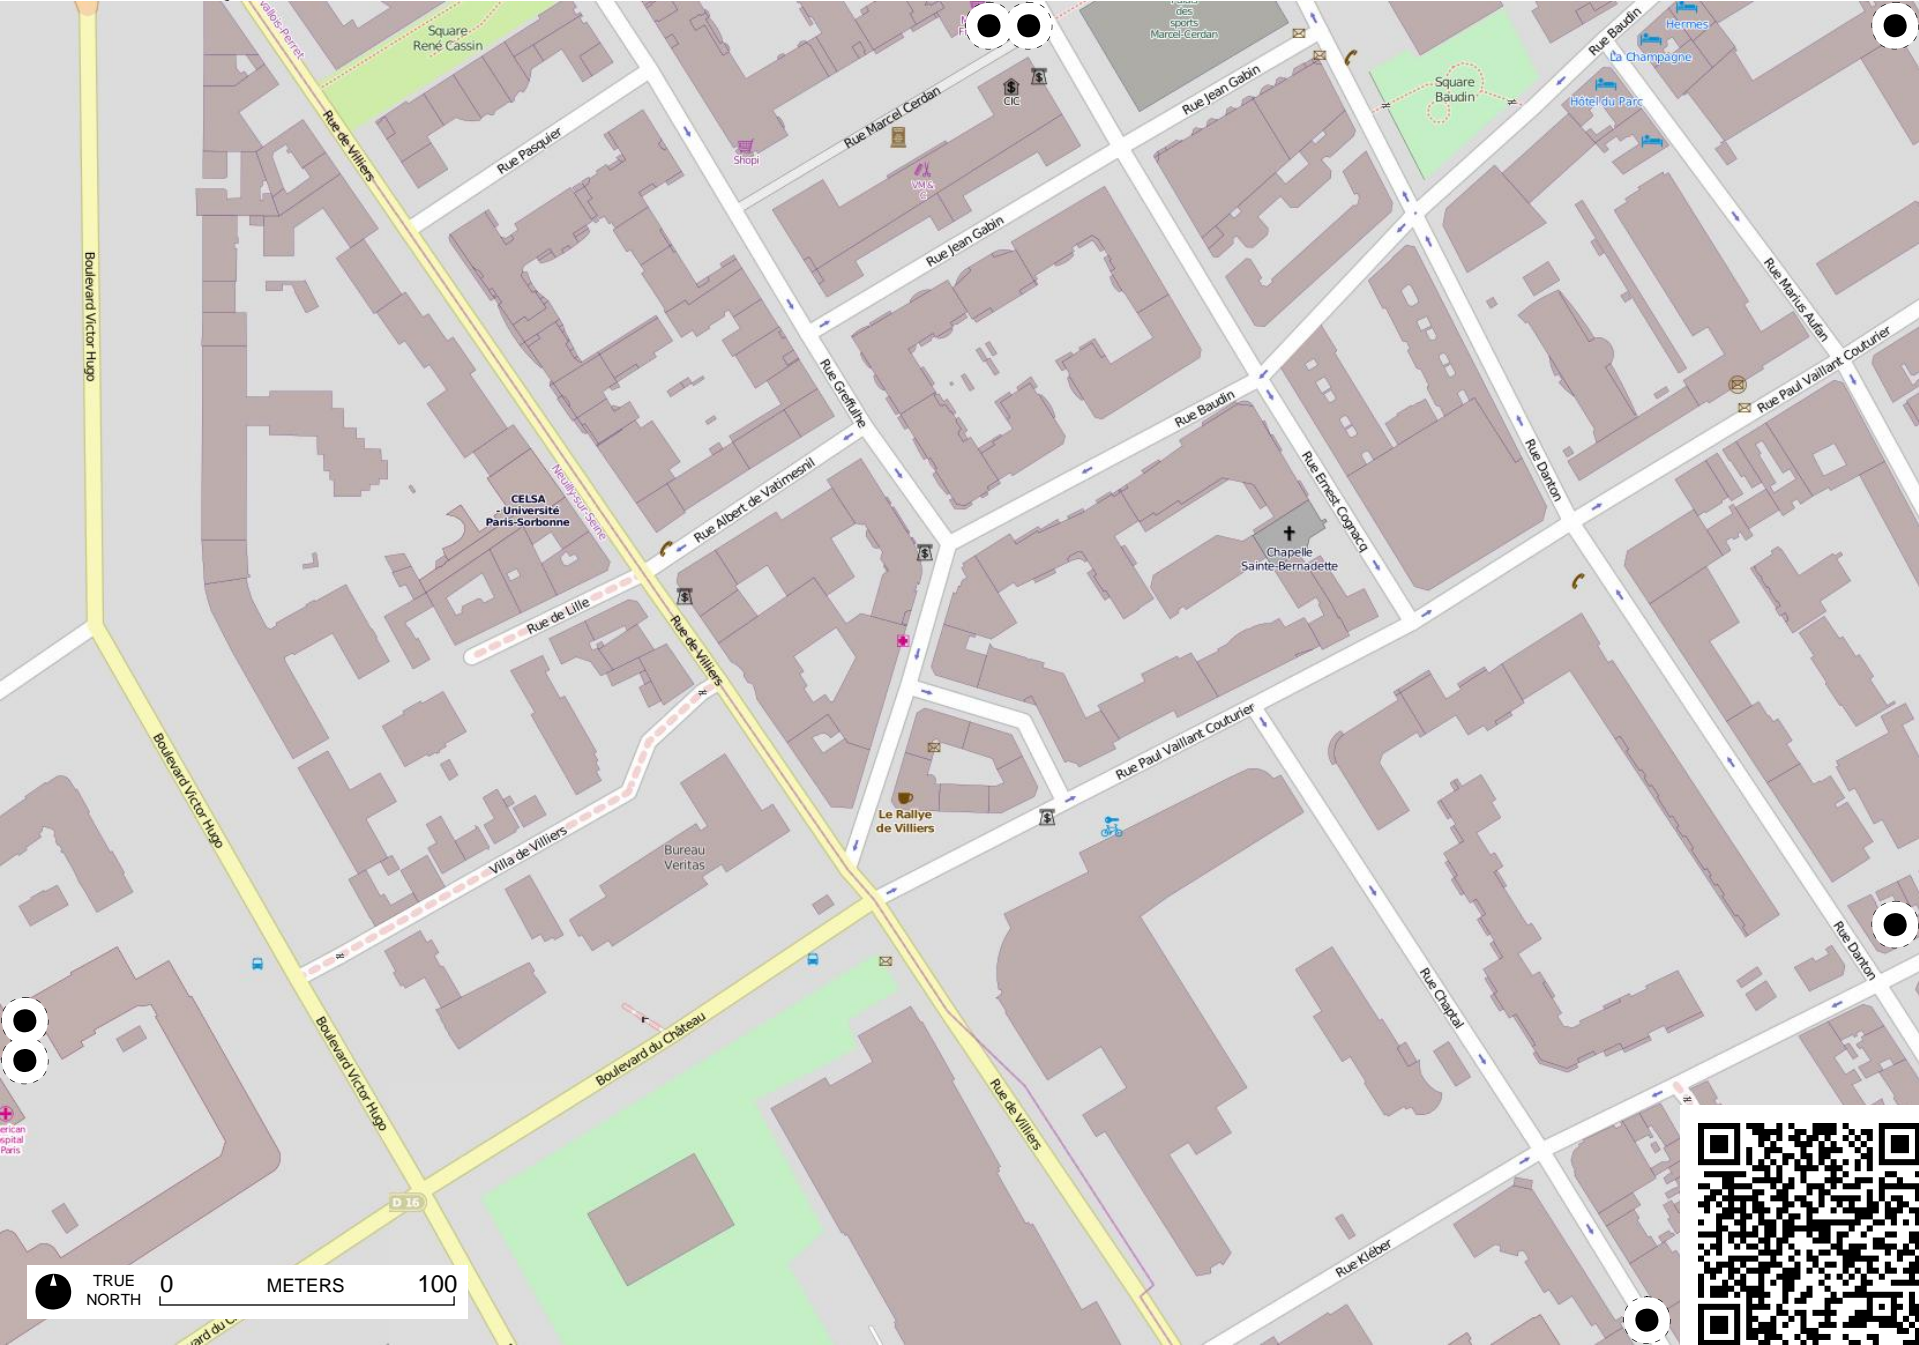 Square
René Cassin
Rue de Villiers
Rue Pasquier
Rue Marcel Cerdan
CIC
des
sports
Marcel-Cerdan
Rue Jean Gabin
Square
Baudin
Rue Baudin
Hermes
La Champagne
Hôtel du Parc
Shopi
VM &
G
Rue Jean Gabin
Boulevard Victor Hugo
Rue Marius Aufan
Rue Paul Vaillant Couturier
Rue Greffulhe
Rue Baudin
Rue Albert de Vatimesnil
Neuilly-sur-Seine
CELSA
- Université
Paris-Sorbonne
Rue Ernest Cognacq
Rue Danton
Chapelle
Sainte-Bernadette
Rue de Lille
Rue de Villiers
Rue Paul Vaillant Couturier
Boulevard Victor Hugo
Villa de Villiers
Bureau
Veritas
Le Rallye
de Villiers
Rue Danton
Rue Chaptal
Boulevard Victor Hugo
Boulevard du Château
Rue de Villiers
erican
spital
Paris
D 16
Rue Kléber
TRUE
NORTH
0 METERS 100